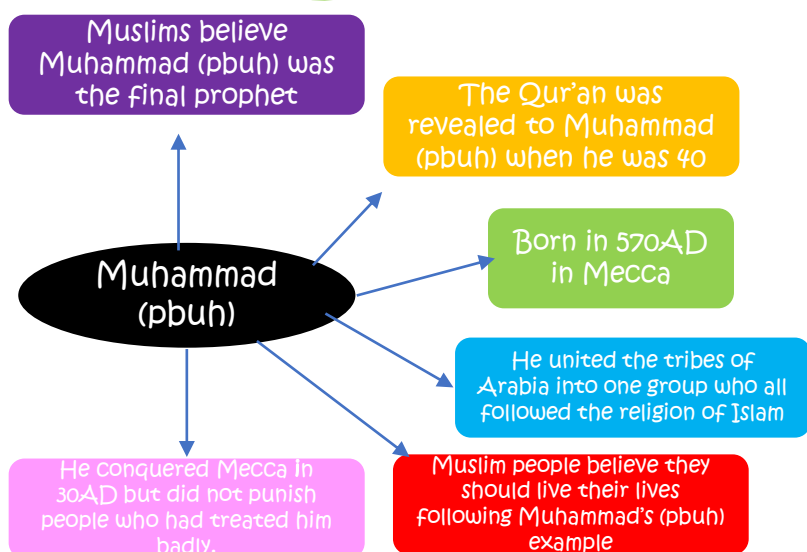 Muslims believe
Muhammad (pbuh) was
the final prophet
The Qur'an was
revealed to Muhammad
(pbuh) when he was 40
Born in 570AD
in Mecca
Muhammad
(pbuh)
He united the tribes of
Arabia into one group who all
followed the religion of Islam
He conquered Mecca in
30AD but did not punish
people who had treated him
badly.
Muslim people believe they
should live their lives
following Muhammad's (pbuh)
example